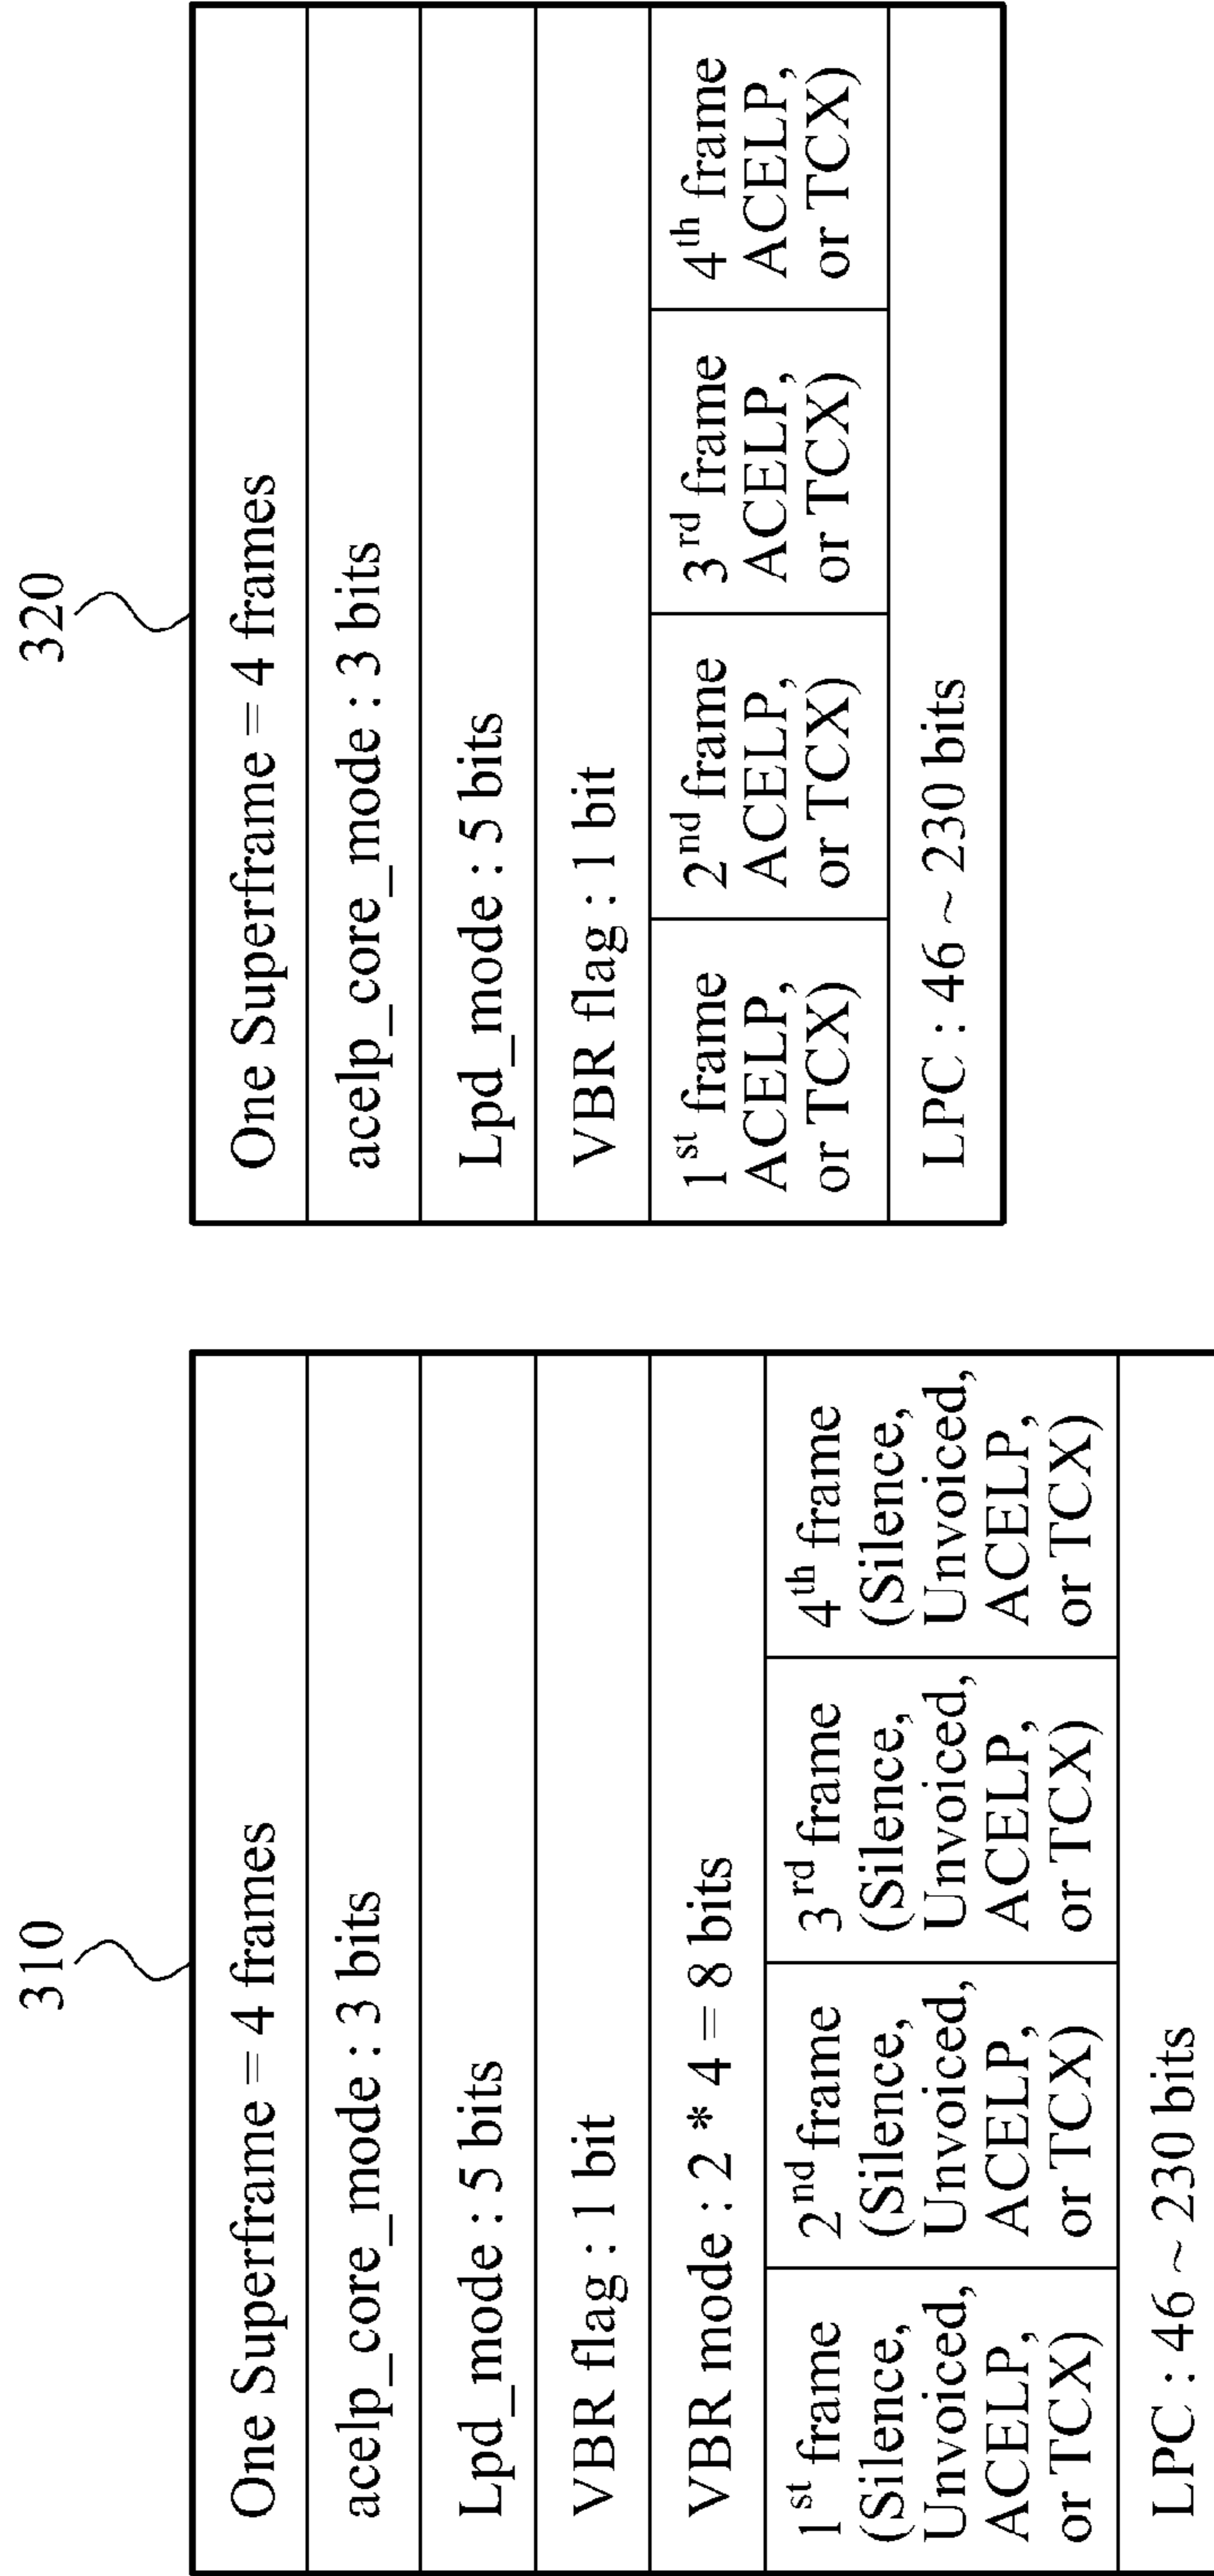 310
One Superframe = 4 frames
acelp_core_mode : 3 bits
Lpd_mode : 5 bits
VBR flag : 1 bit
VBR mode : 2 * 4 = 8 bits
1st frame
(Silence,
Unvoiced,
ACELP,
or TCX)
2nd frame
(Silence,
Unvoiced,
ACELP,
or TCX)
3rd frame
(Silence,
Unvoiced,
ACELP,
or TCX)
4th frame
(Silence,
Unvoiced,
ACELP,
or TCX)
LPC : 46 ~ 230 bits
320
One Superframe = 4 frames
acelp_core_mode : 3 bits
Lpd_mode : 5 bits
VBR flag : 1 bit
1st frame
ACELP,
or TCX)
2nd frame
ACELP,
or TCX)
3rd frame
ACELP,
or TCX)
4th frame
ACELP,
or TCX)
LPC : 46 ~ 230 bits